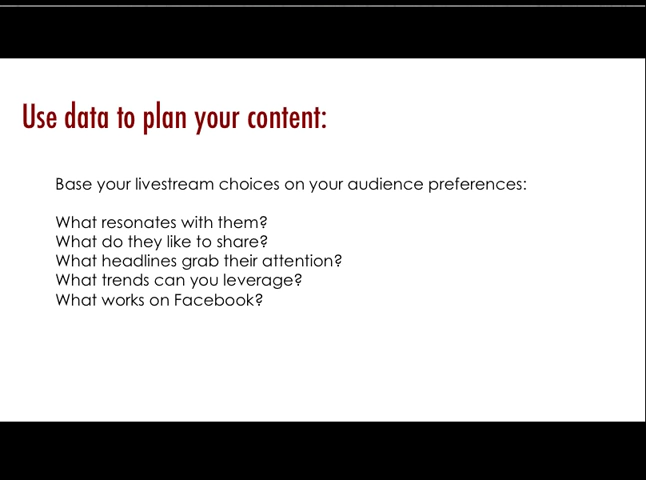 Use data to plan your content:
Base your livestream choices on your audience preferences:
What resonates with them?
What do they like to share?
What headlines grab their attention?
What trends can you leverage?
What works on Facebook?